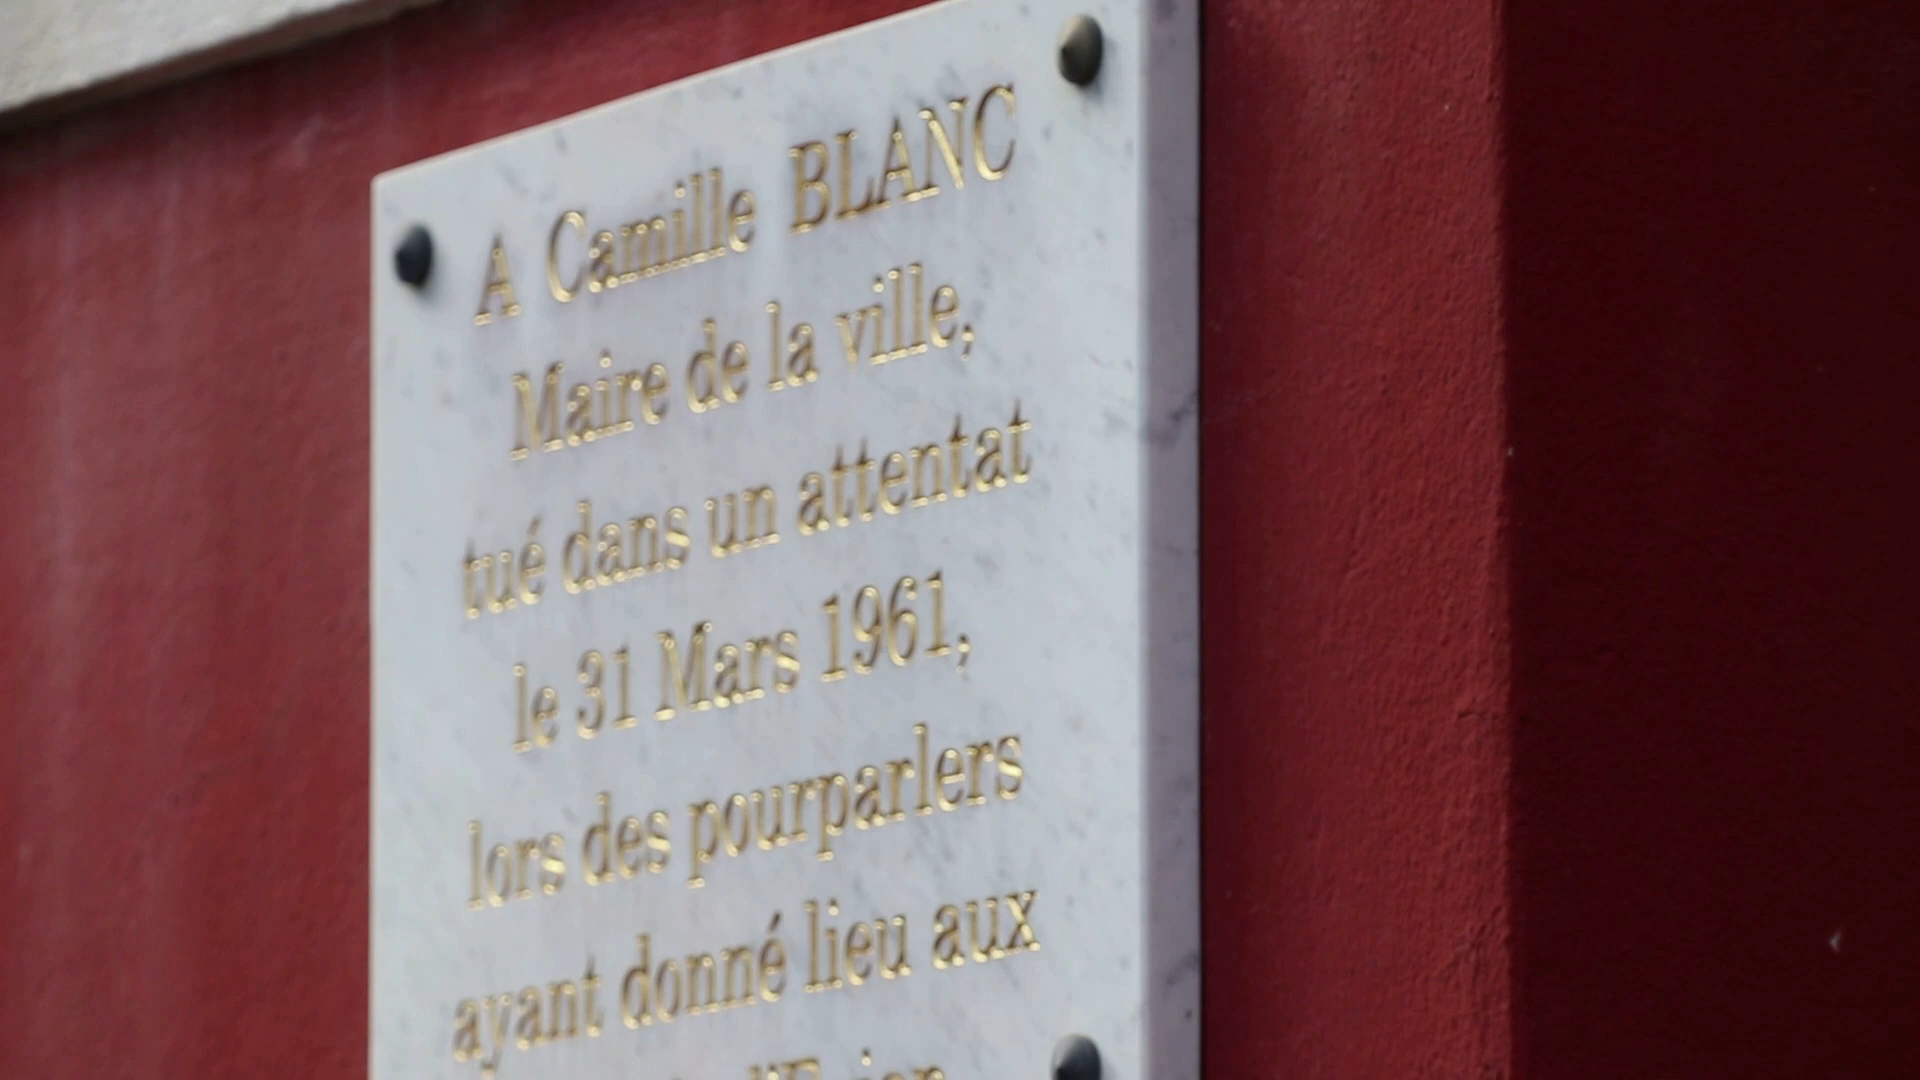 A Camille BLANC
Maire de la ville,
tué dans un attentat
le 31 Mars 1961,
lors des pourparlers
ayant donné lieu aux
d'Evian